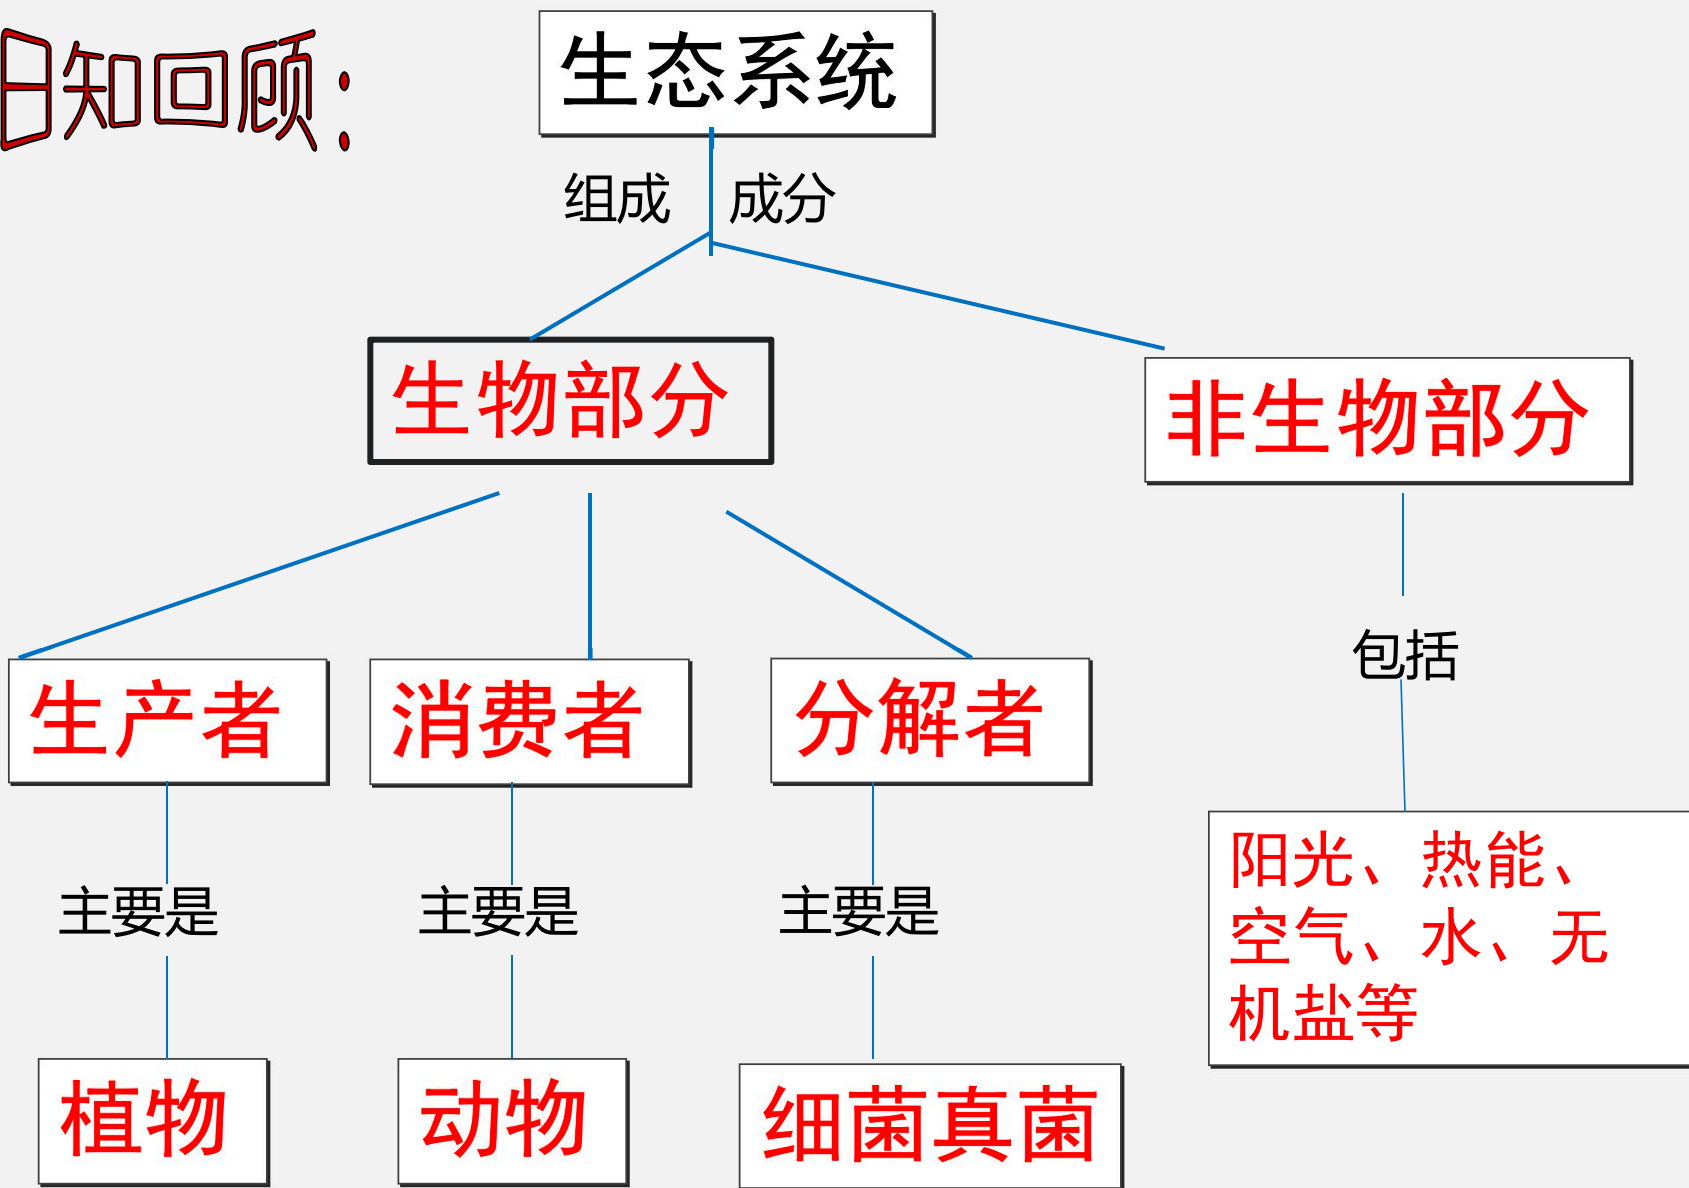 知回顾：
生态系统
组成 成分
生物部分
非生物部分
包括
生产者 消费者 分解者
主要是 主要是 主要是
阳光、热能、
空气、水、无
机盐等
植物 动物 细菌真菌